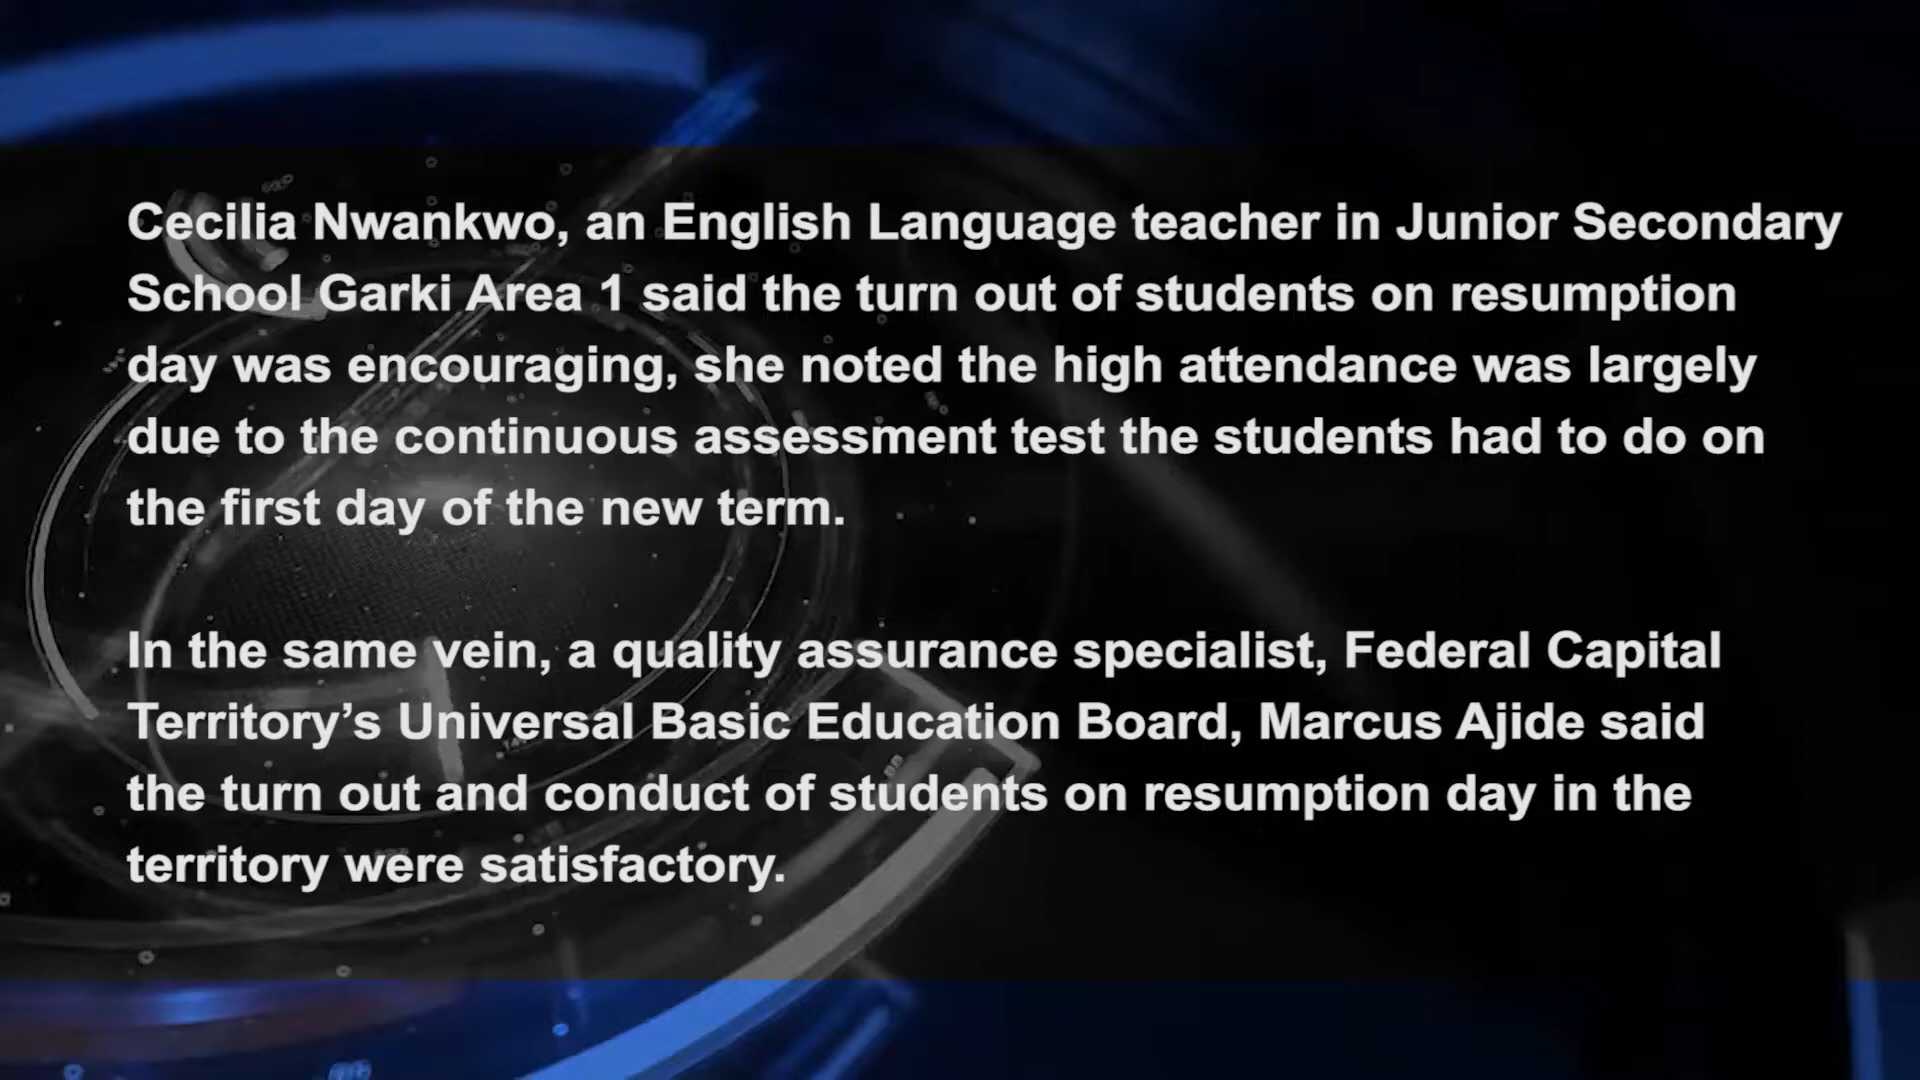 Cecilia Nwankwo, an English Language teacher in Junior Secondary
School Garki Area 1 said the turn out of students on resumption
day was encouraging, she noted the high attendance was largely
due to the continuous assessment test the students had to do on
the first day of the new term.
In the same vein, a quality assurance specialist, Federal Capital
Territory’s Universal Basic Education Board, Marcus Ajide said
the turn out and conduct of students on resumption day in the
territory were satisfactory.